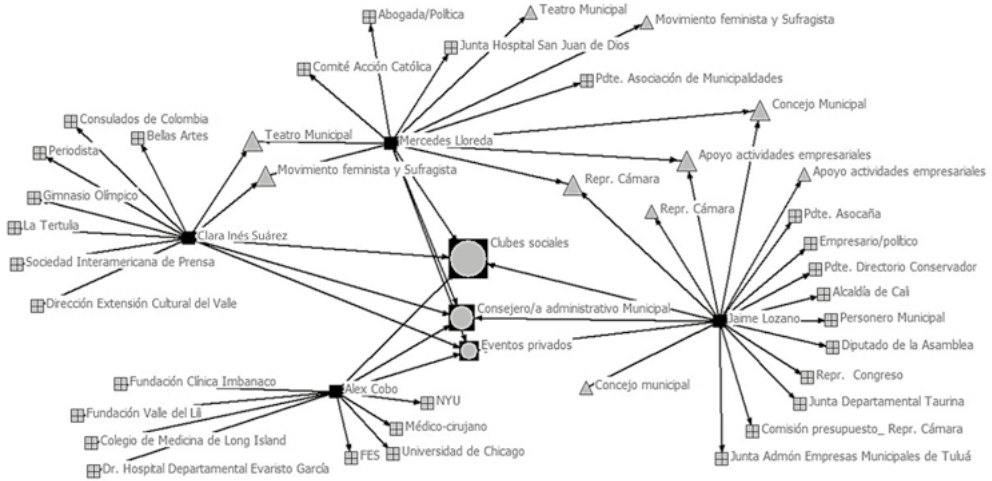 Abogada/Política
Teatro Municipal
Movimiento feminista y Sufragista
Junta Hospital San Juan de Dios
Comité Acción Católica
Pdte. Asociación de Municipalidades
Concejo Municipal
Consulados de Colombia
Bellas Artes
Teatro Municipal
Mercedes Lloreda
Periodista
Apoyo actividades empresariales
Movimiento feminista y Sufragista
Repr. Cámara
Apoyo actividades empresariales
Gimnasio Olímpico
Repr. Cámara
Pdte. Asocaña
La Tertulia
Clara Inés Suárez
Clubes sociales
Empresario/político
Sociedad Interamericana de Prensa
Pdte. Directorio Conservador
Alcaldía de Cali
Dirección Extensión Cultural del Valle
Consejero/a administrativo Municipal
Jaime Lozano
Personero Municipal
Eventos privados
Diputado de la Asamblea
Repr. Congreso
Fundación Clínica Imbanaco
Alex Cobo
Concejo municipal
NYU
Junta Departamental Taurina
Fundación Valle del Lili
Médico-cirujano
Comisión presupuesto_ Repr. Cámara
Colegio de Medicina de Long Island
Universidad de Chicago
FES
Junta Admón Empresas Municipales de Tuluá
Dr. Hospital Departamental Evaristo García